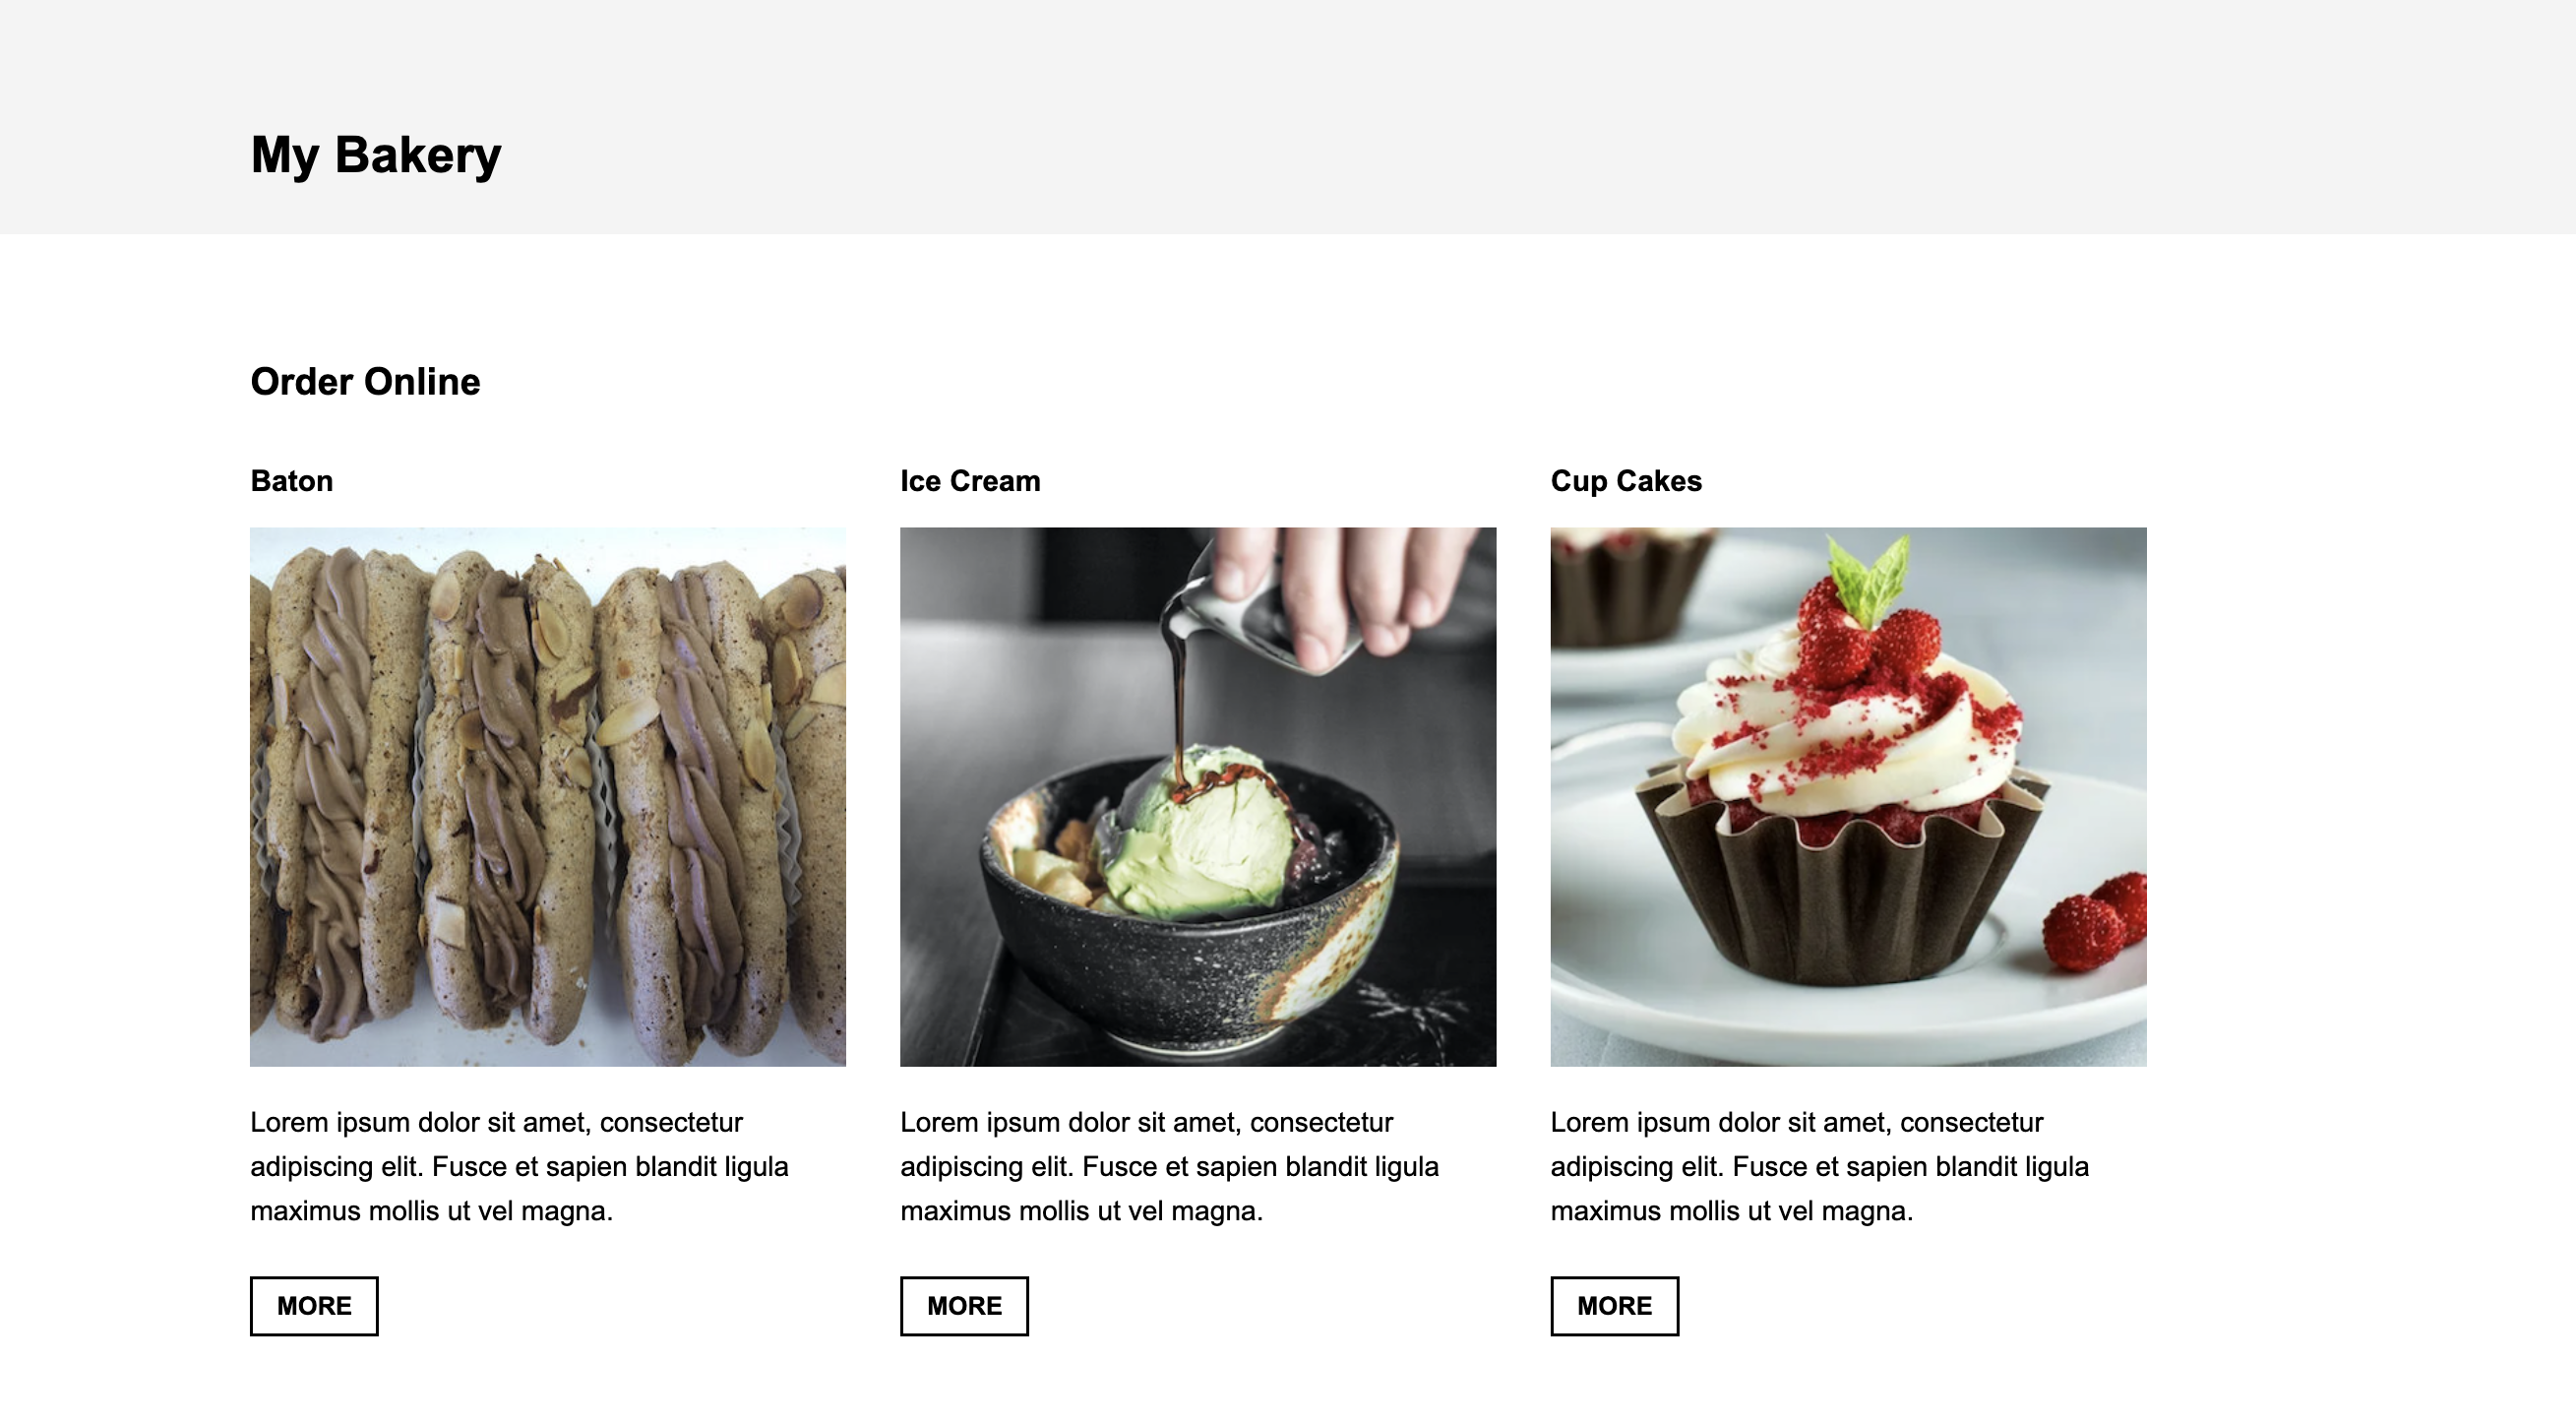 My Bakery
Order Online
Baton
Lorem ipsum dolor sit amet, consectetur
adipiscing elit. Fusce et sapien blandit ligula
maximus mollis ut vel magna.
MORE
Ice Cream
Lorem ipsum dolor sit amet, consectetur
adipiscing elit. Fusce et sapien blandit ligula
maximus mollis ut vel magna.
MORE
Cup Cakes
Lorem ipsum dolor sit amet, consectetur
adipiscing elit. Fusce et sapien blandit ligula
maximus mollis ut vel magna.
MORE